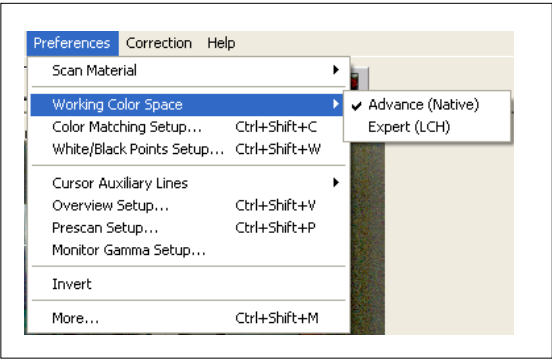 Preferences Correction Help
Scan Material
Working Color Space
Advance (Native)
Expert (LCH)
Color Matching Setup... Ctrl+Shift+C
White/Black Points Setup... Ctrl+Shift+W
Cursor Auxiliary Lines
Overview Setup... Ctrl+Shift+V
Prescan Setup... Ctrl+Shift+P
Monitor Gamma Setup...
Invert
More... Ctrl+Shift+M